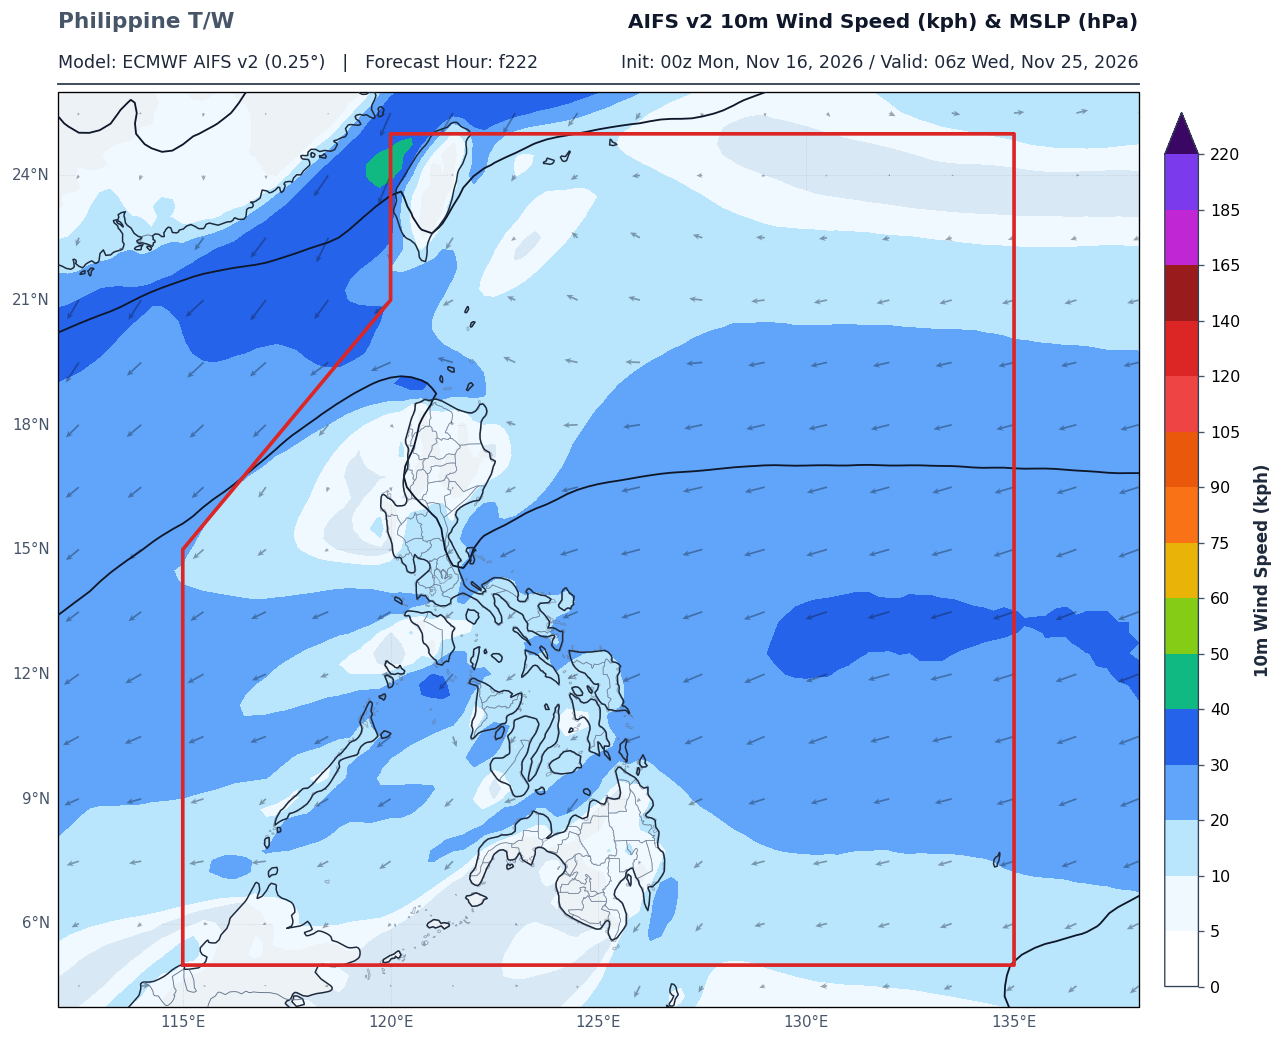 Philippine T/W
AIFS v2 10m Wind Speed (kph) & MSLP (hPa)
Model: ECMWF AIFS v2 (0.25°) | Forecast Hour: f222
Init: 00z Mon, Nov 16, 2026 / Valid: 06z Wed, Nov 25, 2026
24°N
21°N
18°N
15°N
12°N
9°N
6°N
115°E
120°E
125°E
130°E
135°E
220
185
165
140
120
105
90
75
60
50
40
30
20
10
5
0
10m Wind Speed (kph)